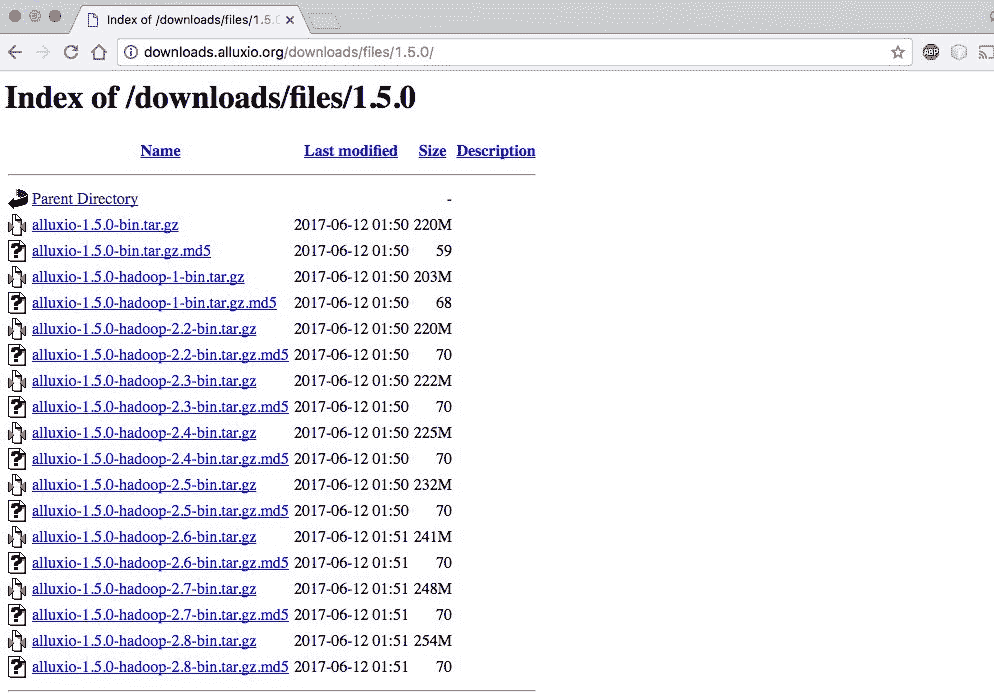 Index of /downloads/files/1.5.0
downloads.alluxio.org/downloads/files/1.5.0/
ABP
Index of /downloads/files/1.5.0
Name Last modified Size Description
Parent Directory -
alluxio-1.5.0-bin.tar.gz 2017-06-12 01:50 220M
alluxio-1.5.0-bin.tar.gz.md5 2017-06-12 01:50 59
alluxio-1.5.0-hadoop-1-bin.tar.gz 2017-06-12 01:50 203M
alluxio-1.5.0-hadoop-1-bin.tar.gz.md5 2017-06-12 01:50 68
alluxio-1.5.0-hadoop-2.2-bin.tar.gz 2017-06-12 01:50 220M
alluxio-1.5.0-hadoop-2.2-bin.tar.gz.md5 2017-06-12 01:50 70
alluxio-1.5.0-hadoop-2.3-bin.tar.gz 2017-06-12 01:50 222M
alluxio-1.5.0-hadoop-2.3-bin.tar.gz.md5 2017-06-12 01:50 70
alluxio-1.5.0-hadoop-2.4-bin.tar.gz 2017-06-12 01:50 225M
alluxio-1.5.0-hadoop-2.4-bin.tar.gz.md5 2017-06-12 01:50 70
alluxio-1.5.0-hadoop-2.5-bin.tar.gz 2017-06-12 01:50 232M
alluxio-1.5.0-hadoop-2.5-bin.tar.gz.md5 2017-06-12 01:50 70
alluxio-1.5.0-hadoop-2.6-bin.tar.gz 2017-06-12 01:51 241M
alluxio-1.5.0-hadoop-2.6-bin.tar.gz.md5 2017-06-12 01:51 70
alluxio-1.5.0-hadoop-2.7-bin.tar.gz 2017-06-12 01:51 248M
alluxio-1.5.0-hadoop-2.7-bin.tar.gz.md5 2017-06-12 01:51 70
alluxio-1.5.0-hadoop-2.8-bin.tar.gz 2017-06-12 01:51 254M
alluxio-1.5.0-hadoop-2.8-bin.tar.gz.md5 2017-06-12 01:51 70